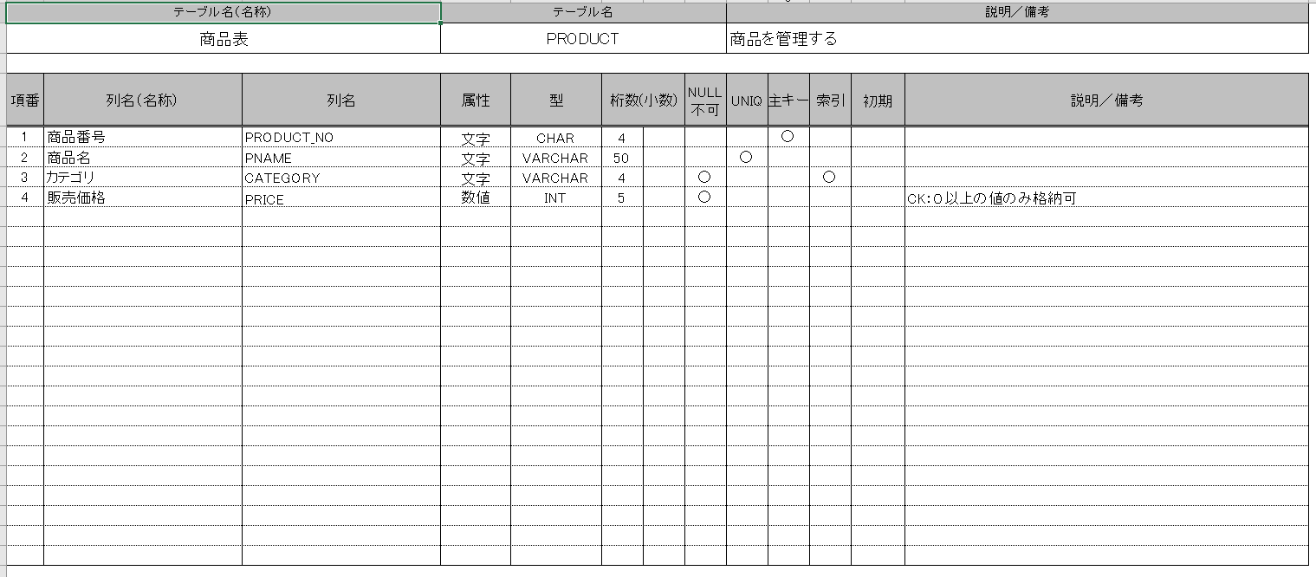 テーブル名(名称) テーブル名 説明／備考
商品表 PRODUCT 商品を管理する
項番 列名(名称) 列名 属性 型 桁数(小数) NULL不可 UNIQ 主キー 索引 初期 説明／備考
1 商品番号 PRODUCT_NO 文字 CHAR 4 ○
2 商品名 PNAME 文字 VARCHAR 50 ○
3 カテゴリ CATEGORY 文字 VARCHAR 4 ○ ○
4 販売価格 PRICE 数値 INT 5 ○ CK:0以上の値のみ格納可